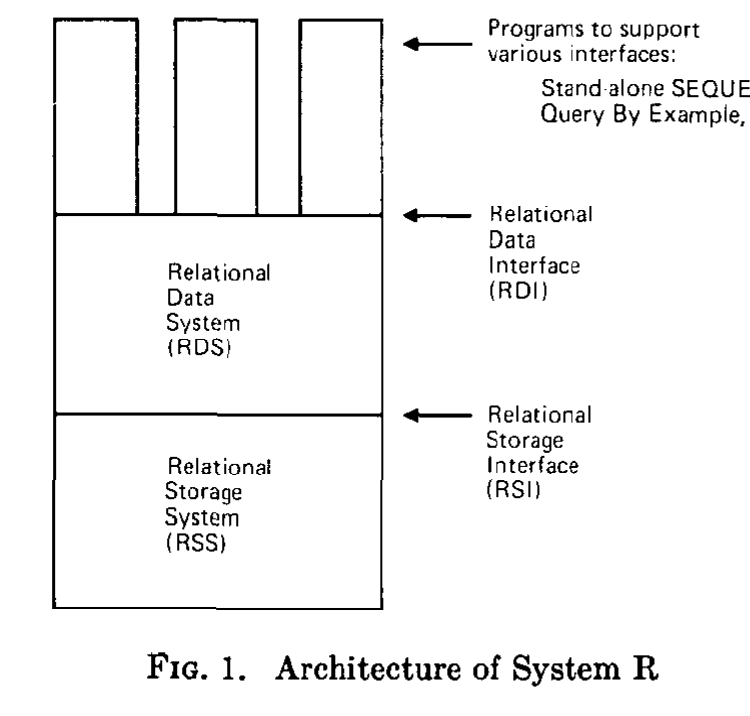 Programs to support
various interfaces:
Stand-alone SEQUE
Query By Example,
Relational
Data
Interface
(RDI)
Relational
Data
System
(RDS)
Relational
Storage
Interface
(RSI)
Relational
Storage
System
(RSS)
FIG. 1. Architecture of System R